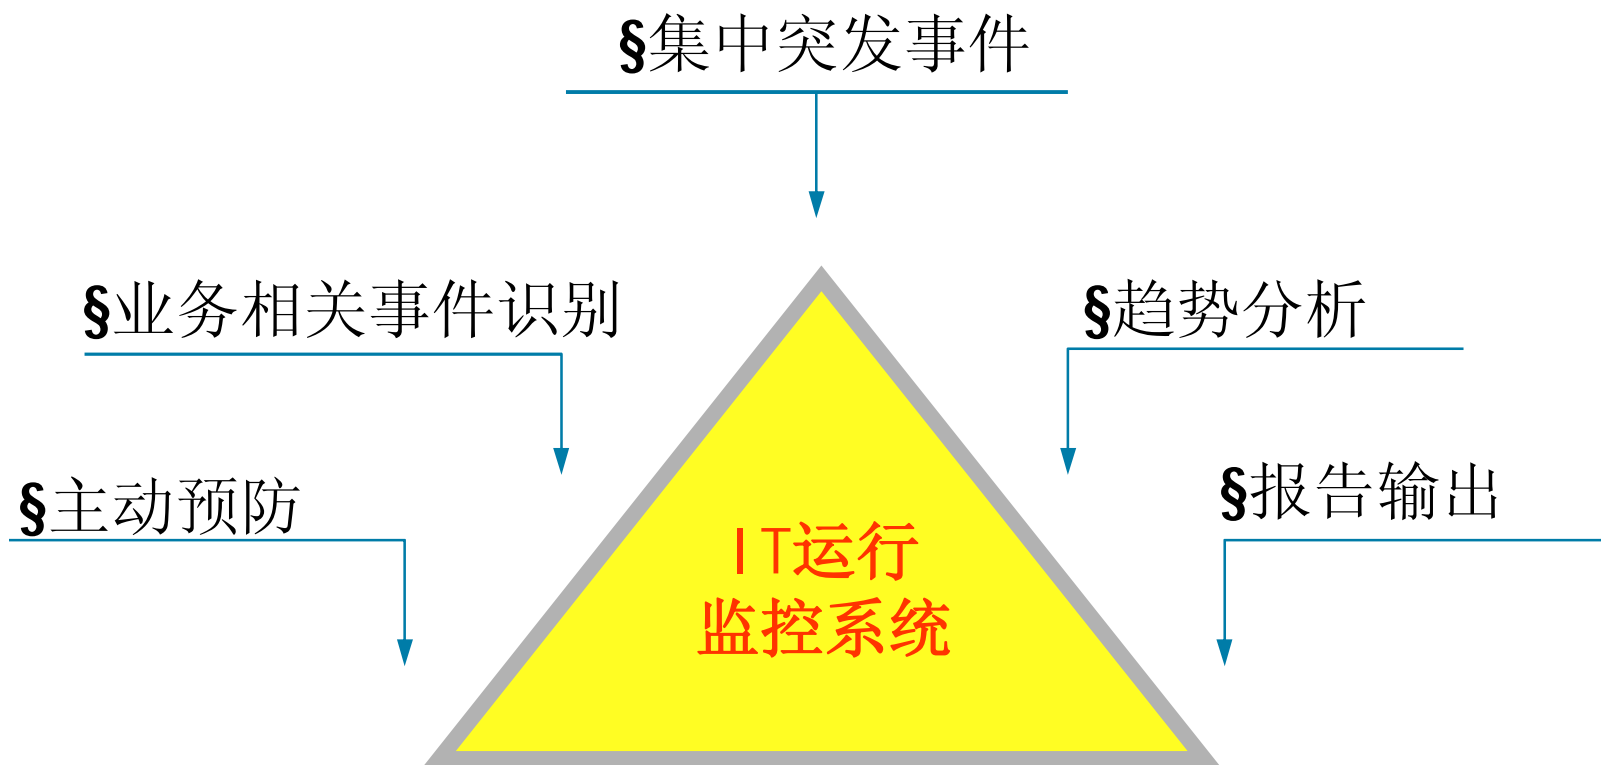 §集中突发事件
§业务相关事件识别
§趋势分析
§主动预防
§报告输出
IT运行
监控系统